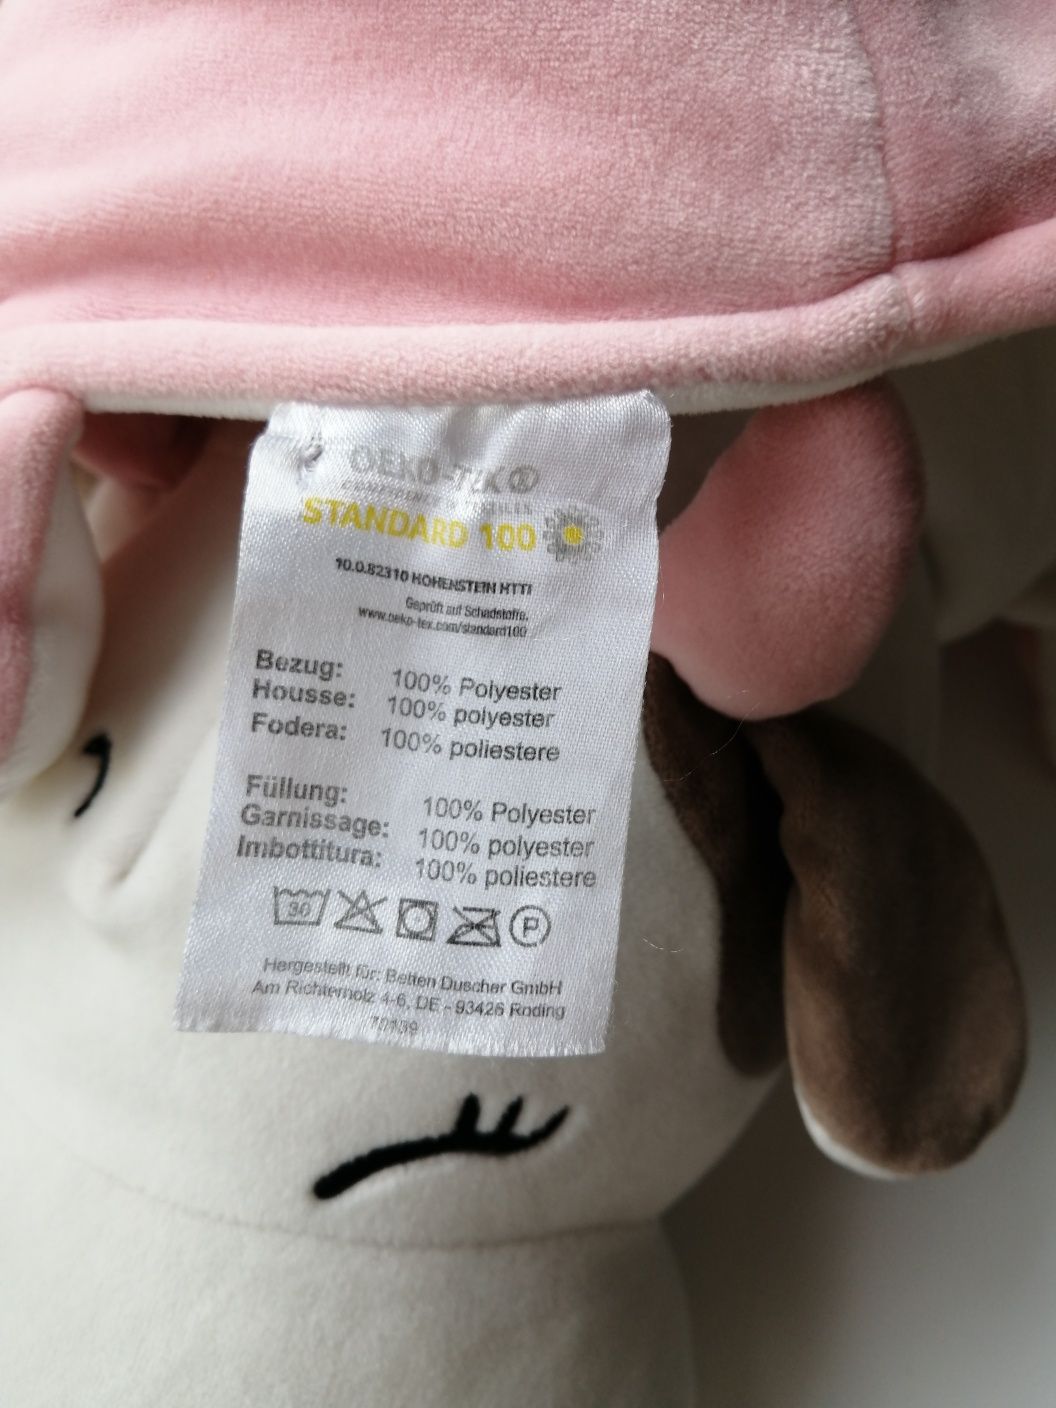 OEKO-TEX®
STANDARD 100
10.0.82310 HOHENSTEIN HTTI
Geprüft auf Schadstoffe.
www.oeko-tex.com/standard100
Bezug: 100% Polyester
Housse: 100% polyester
Fodera: 100% poliestere
Füllung: 100% Polyester
Garnissage: 100% polyester
Imbottitura: 100% poliestere
30 P
Hergestellt für: Betten Duscher GmbH
Am Richterholz 4-6, DE - 93426 Roding